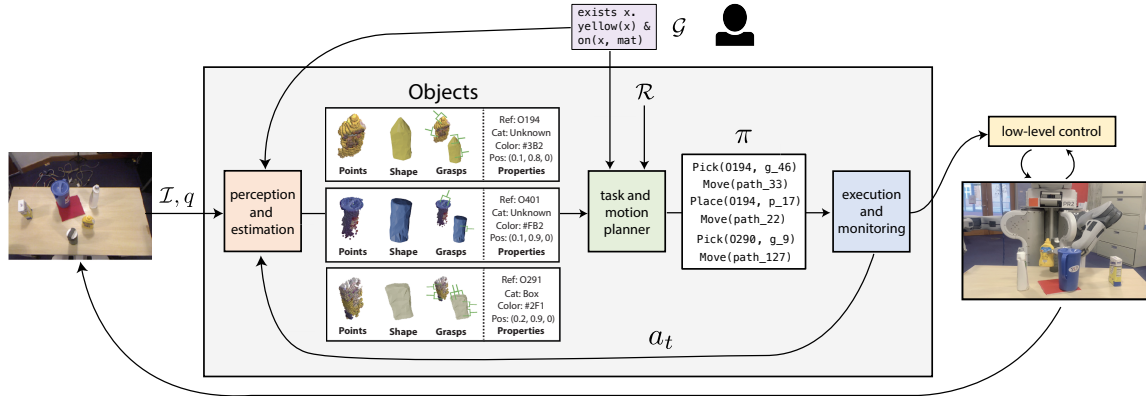 exists x.
yellow(x) &
on(x, mat)
𝒢
Objects
ℛ
Ref: O194
Cat: Unknown
Color: #3B2
Pos: (0.1, 0.8, 0)
Points Shape Grasps Properties
Ref: O401
Cat: Unknown
Color: #FB2
Pos: (0.1, 0.9, 0)
Points Shape Grasps Properties
Ref: O291
Cat: Box
Color: #2F1
Pos: (0.2, 0.9, 0)
Points Shape Grasps Properties
ℐ, q
perception
and
estimation
task and
motion
planner
π
Pick(O194, g_46)
Move(path_33)
Place(O194, p_17)
Move(path_22)
Pick(O290, g_9)
Move(path_127)
execution
and
monitoring
low-level control
PR2
a_t